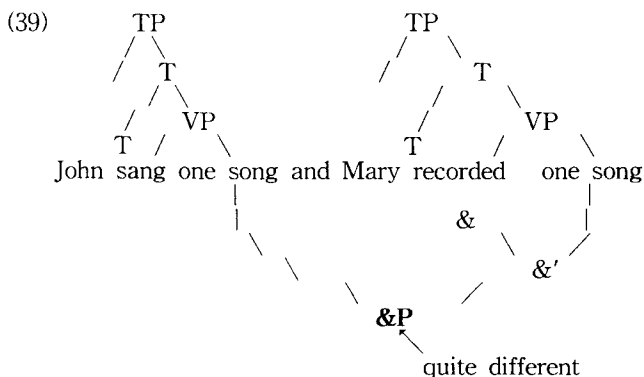 (39) TP TP
T T
VP VP
T T
John sang one song and Mary recorded one song
&
&'
&P
quite different